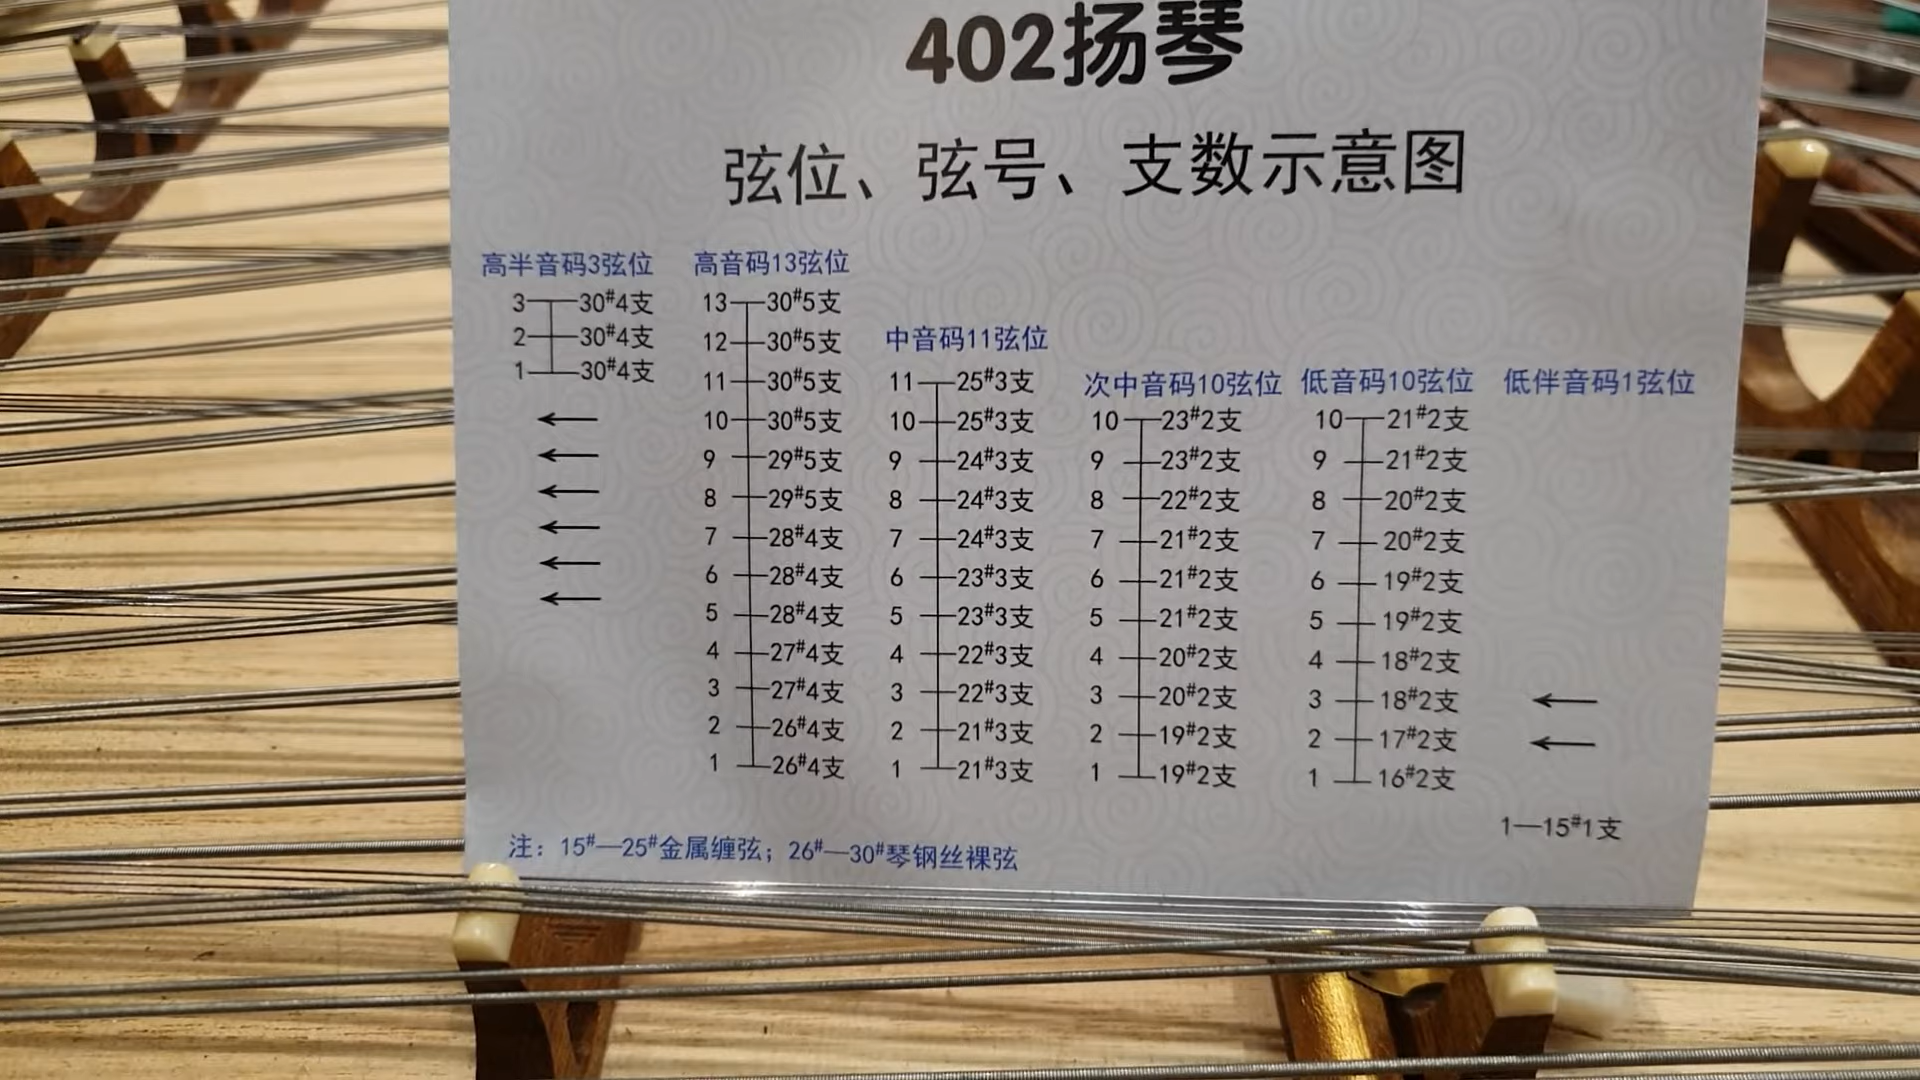 402扬琴
弦位、弦号、支数示意图
高半音码3弦位
3 30#4支
2 30#4支
1 30#4支
←
←
←
←
←
←
高音码13弦位
13 30#5支
12 30#5支
11 30#5支
10 30#5支
9 29#5支
8 29#5支
7 28#4支
6 28#4支
5 28#4支
4 27#4支
3 27#4支
2 26#4支
1 26#4支
中音码11弦位
11 25#3支
10 25#3支
9 24#3支
8 24#3支
7 24#3支
6 23#3支
5 23#3支
4 22#3支
3 22#3支
2 21#3支
1 21#3支
次中音码10弦位
10 23#2支
9 23#2支
8 22#2支
7 21#2支
6 21#2支
5 21#2支
4 20#2支
3 20#2支
2 19#2支
1 19#2支
低音码10弦位
10 21#2支
9 21#2支
8 20#2支
7 20#2支
6 19#2支
5 19#2支
4 18#2支
3 18#2支
2 17#2支
1 16#2支
低伴音码1弦位
←
←
1—15#1支
注：15#—25#金属缠弦；26#—30#琴钢丝裸弦